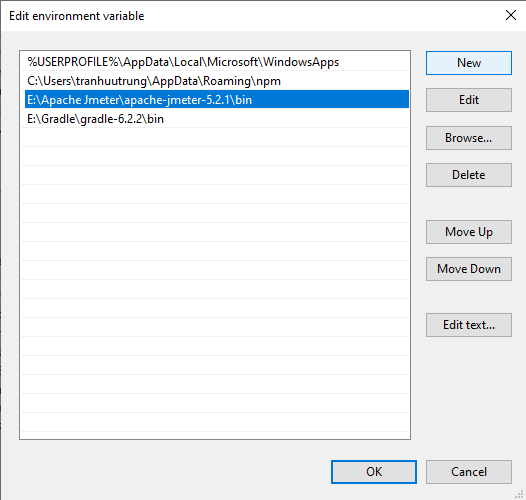 Edit environment variable
%USERPROFILE%\AppData\Local\Microsoft\WindowsApps
C:\Users\tranhuutrung\AppData\Roaming\npm
E:\Apache Jmeter\apache-jmeter-5.2.1\bin
E:\Gradle\gradle-6.2.2\bin
New
Edit
Browse...
Delete
Move Up
Move Down
Edit text...
OK
Cancel